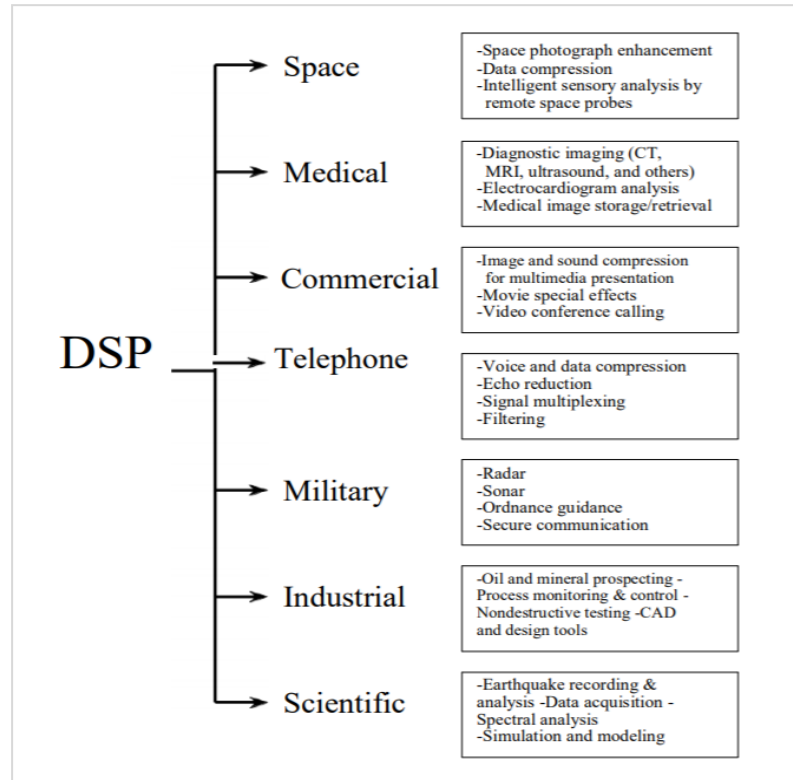 Space
-Space photograph enhancement
-Data compression
-Intelligent sensory analysis by
remote space probes
Medical
-Diagnostic imaging (CT,
MRI, ultrasound, and others)
-Electrocardiogram analysis
-Medical image storage/retrieval
Commercial
-Image and sound compression
for multimedia presentation
-Movie special effects
-Video conference calling
DSP
Telephone
-Voice and data compression
-Echo reduction
-Signal multiplexing
-Filtering
Military
-Radar
-Sonar
-Ordnance guidance
-Secure communication
Industrial
-Oil and mineral prospecting -
Process monitoring & control -
Nondestructive testing -CAD
and design tools
Scientific
-Earthquake recording &
analysis -Data acquisition -
Spectral analysis
-Simulation and modeling